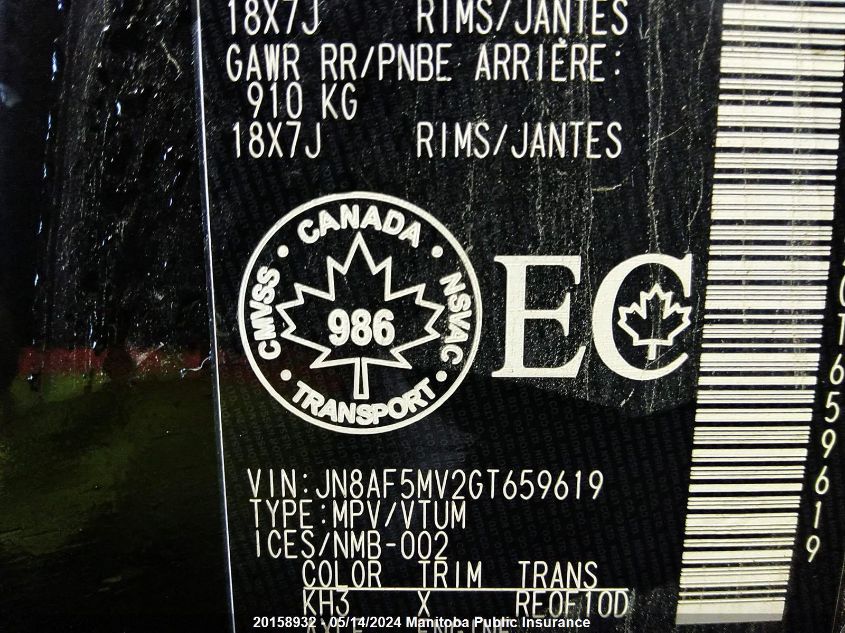 18X7J RIMS/JANTES
GAWR RR/PNBE ARRIÈRE:
910 KG
18X7J RIMS/JANTES
CANADA
CMVSS · NSVAC
986
TRANSPORT
EC
VIN:JN8AF5MV2GT659619
TYPE:MPV/VTUM
ICES/NMB-002
COLOR TRIM TRANS
KH3 X RE0F10D
GT659619
20158932 - 05/14/2024 Manitoba Public Insurance